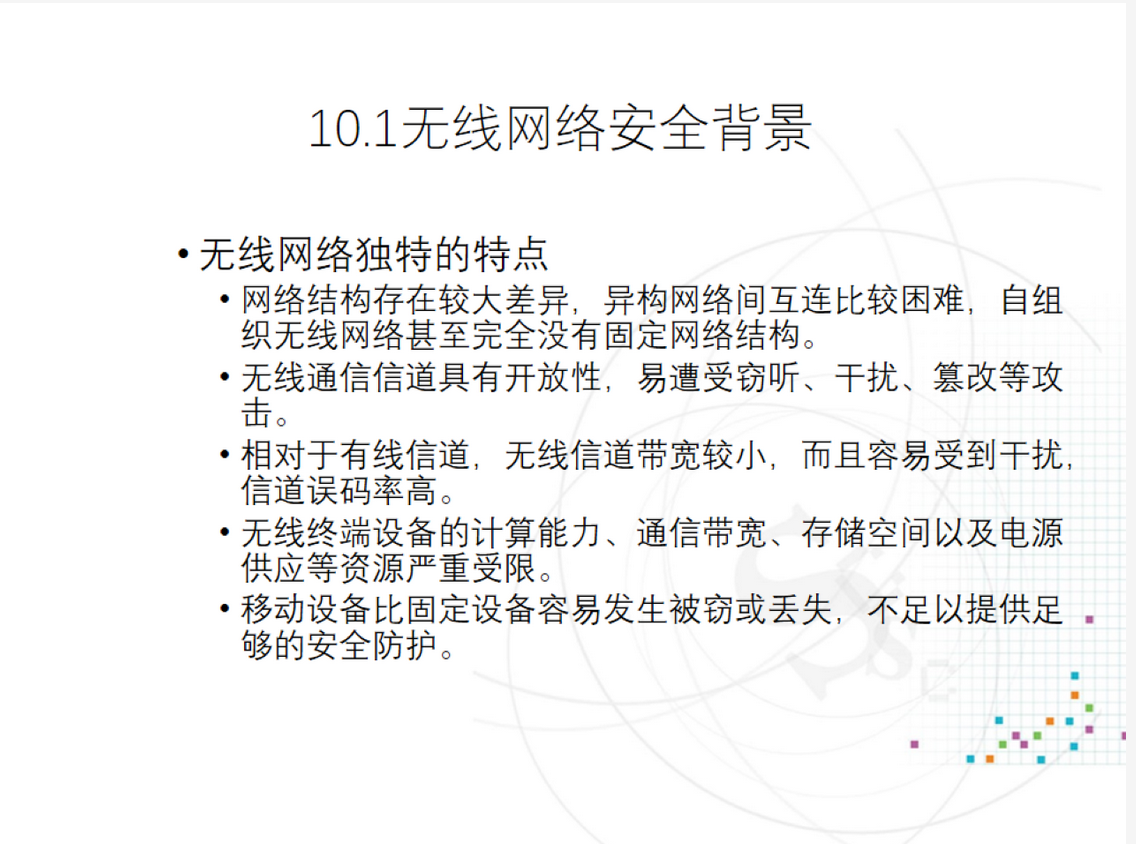 10.1无线网络安全背景
• 无线网络独特的特点
• 网络结构存在较大差异，异构网络间互连比较困难，自组
织无线网络甚至完全没有固定网络结构。
• 无线通信信道具有开放性，易遭受窃听、干扰、篡改等攻
击。
• 相对于有线信道，无线信道带宽较小，而且容易受到干扰，
信道误码率高。
• 无线终端设备的计算能力、通信带宽、存储空间以及电源
供应等资源严重受限。
• 移动设备比固定设备容易发生被窃或丢失，不足以提供足
够的安全防护。